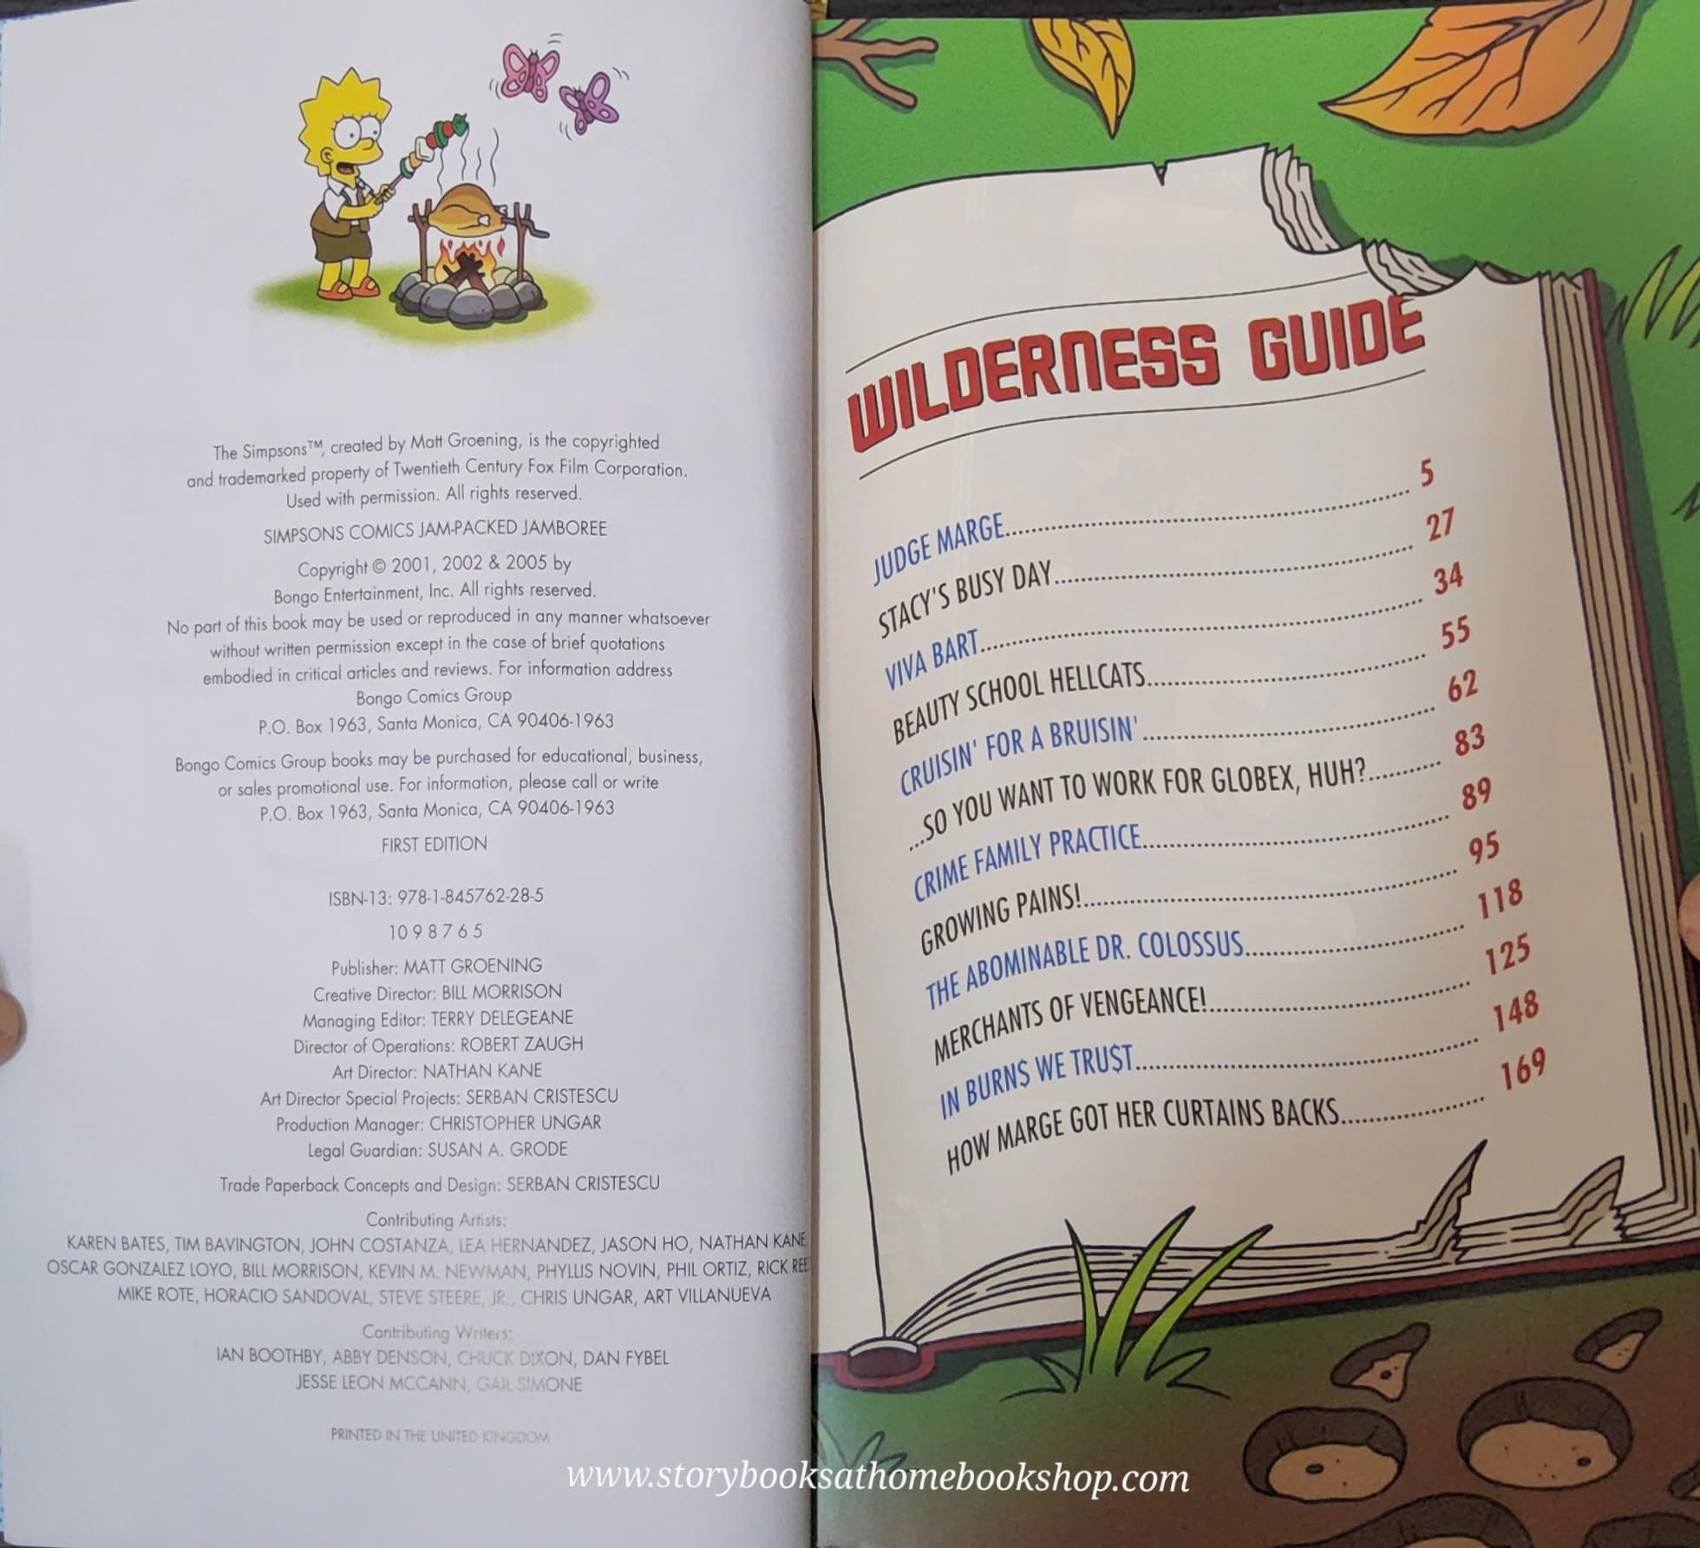 The Simpsons™, created by Matt Groening, is the copyrighted
and trademarked property of Twentieth Century Fox Film Corporation.
Used with permission. All rights reserved.
SIMPSONS COMICS JAM-PACKED JAMBOREE
Copyright © 2001, 2002 & 2005 by
Bongo Entertainment, Inc. All rights reserved.
No part of this book may be used or reproduced in any manner whatsoever
without written permission except in the case of brief quotations
embodied in critical articles and reviews. For information address
Bongo Comics Group
P.O. Box 1963, Santa Monica, CA 90406-1963
Bongo Comics Group books may be purchased for educational, business,
or sales promotional use. For information, please call or write
P.O. Box 1963, Santa Monica, CA 90406-1963
FIRST EDITION
ISBN-13: 978-1-845762-28-5
10 9 8 7 6 5
Publisher: MATT GROENING
Creative Director: BILL MORRISON
Managing Editor: TERRY DELEGEANE
Director of Operations: ROBERT ZAUGH
Art Director: NATHAN KANE
Art Director Special Projects: SERBAN CRISTESCU
Production Manager: CHRISTOPHER UNGAR
Legal Guardian: SUSAN A. GRODE
Trade Paperback Concepts and Design: SERBAN CRISTESCU
Contributing Artists:
KAREN BATES, TIM BAVINGTON, JOHN COSTANZA, LEA HERNANDEZ, JASON HO, NATHAN KANE
OSCAR GONZALEZ LOYO, BILL MORRISON, KEVIN M. NEWMAN, PHYLLIS NOVIN, PHIL ORTIZ, RICK
MIKE ROTE, HORACIO SANDOVAL, STEVE STEERE, JR., CHRIS UNGAR, ART VILLANUEVA
Contributing Writers:
IAN BOOTHBY, ABBY DENSON, CHUCK DIXON, DAN FYBEL
JESSE LEON MCCANN, GAIL SIMONE
PRINTED IN THE UNITED KINGDOM
WILDERNESS GUIDE
JUDGE MARGE 5
STACY'S BUSY DAY 27
VIVA BART 34
BEAUTY SCHOOL HELLCATS 55
CRUISIN' FOR A BRUISIN' 62
...SO YOU WANT TO WORK FOR GLOBEX, HUH? 83
CRIME FAMILY PRACTICE 89
GROWING PAINS! 95
THE ABOMINABLE DR. COLOSSUS 118
MERCHANTS OF VENGEANCE! 125
IN BURN$ WE TRU$T 148
HOW MARGE GOT HER CURTAINS BACKS 169
www.storybooksathomebookshop.com